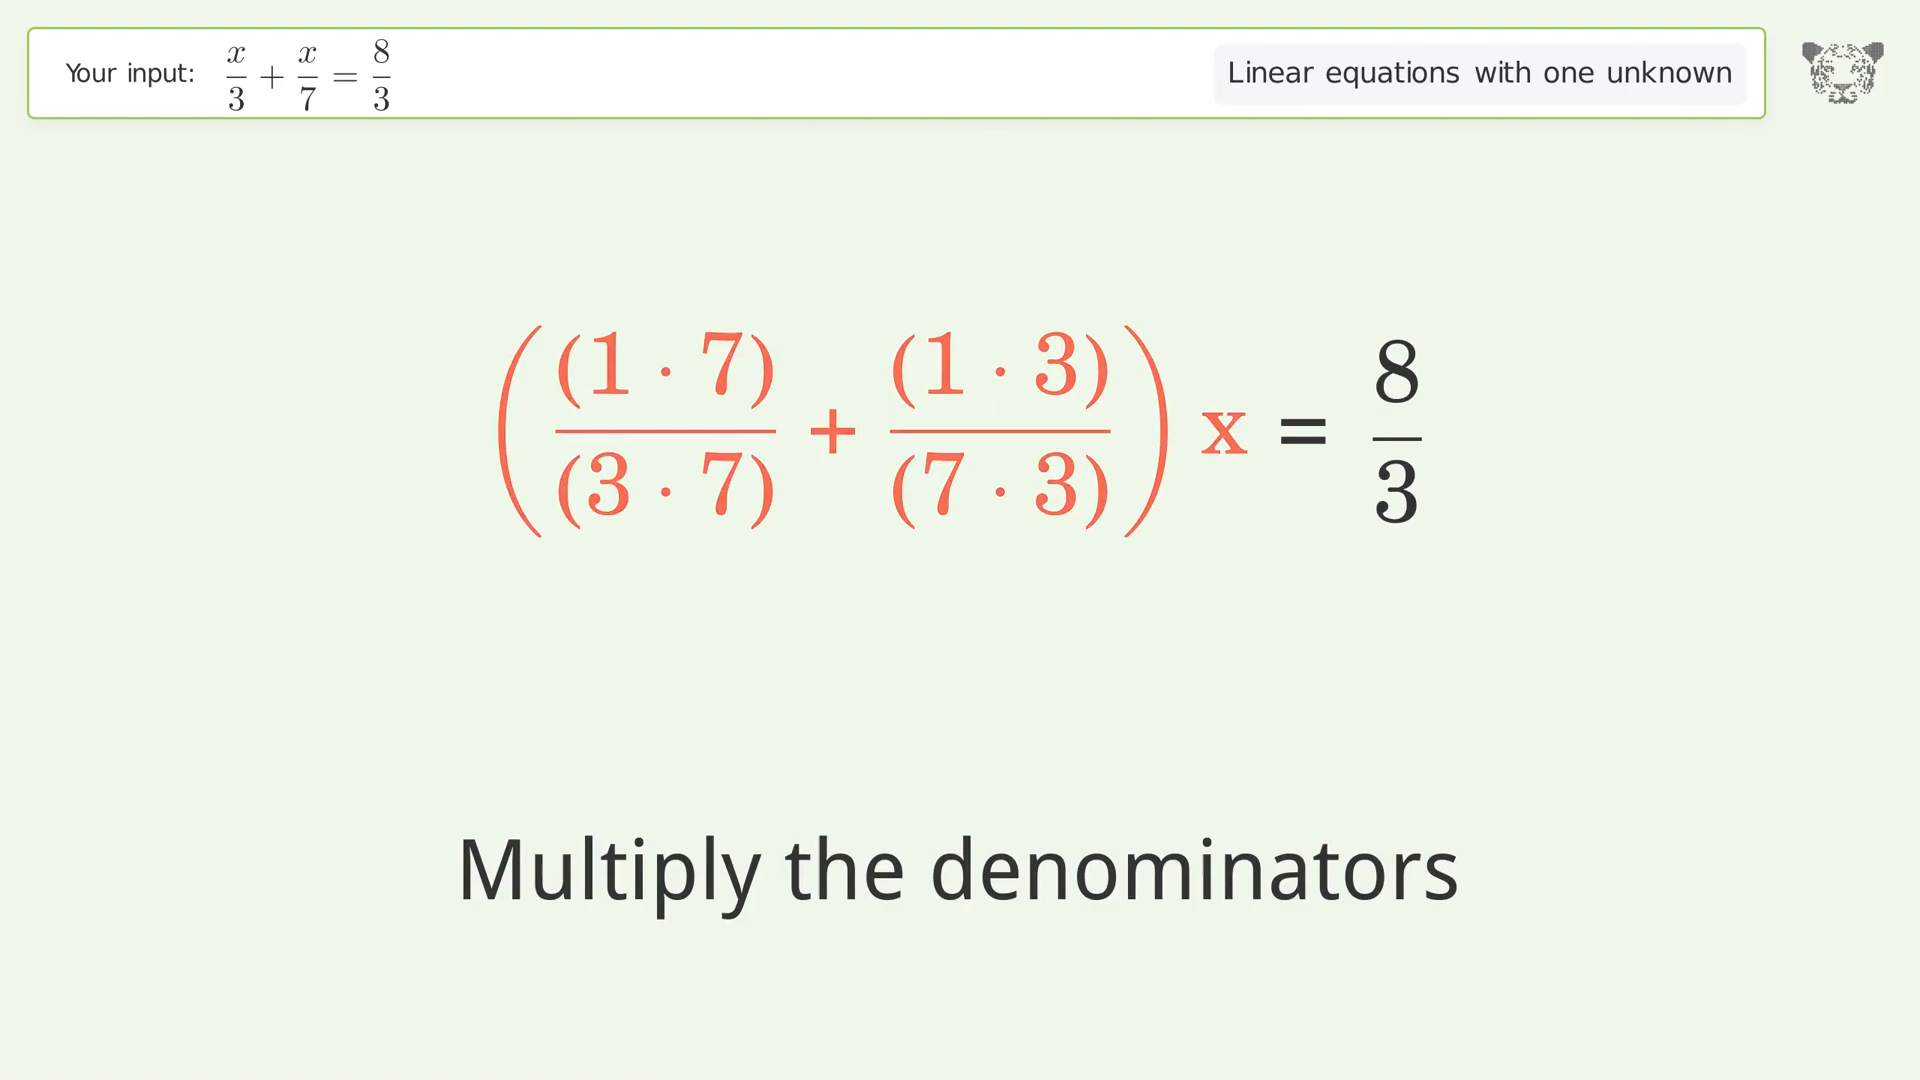 Your input: x/3 + x/7 = 8/3
Linear equations with one unknown
((1 · 7)/(3 · 7) + (1 · 3)/(7 · 3)) x = 8/3
Multiply the denominators